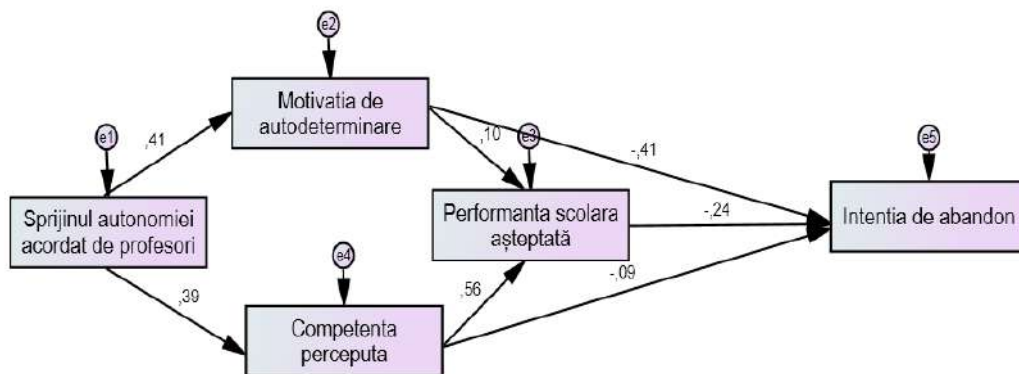 e2
Motivatia de
autodeterminare
e1
,41
,10
e3
-,41
e5
Sprijinul autonomiei
acordat de profesori
Performanta scolara
așteptată
-,24
Intentia de abandon
,39
e4
,56
-,09
Competenta
perceputa